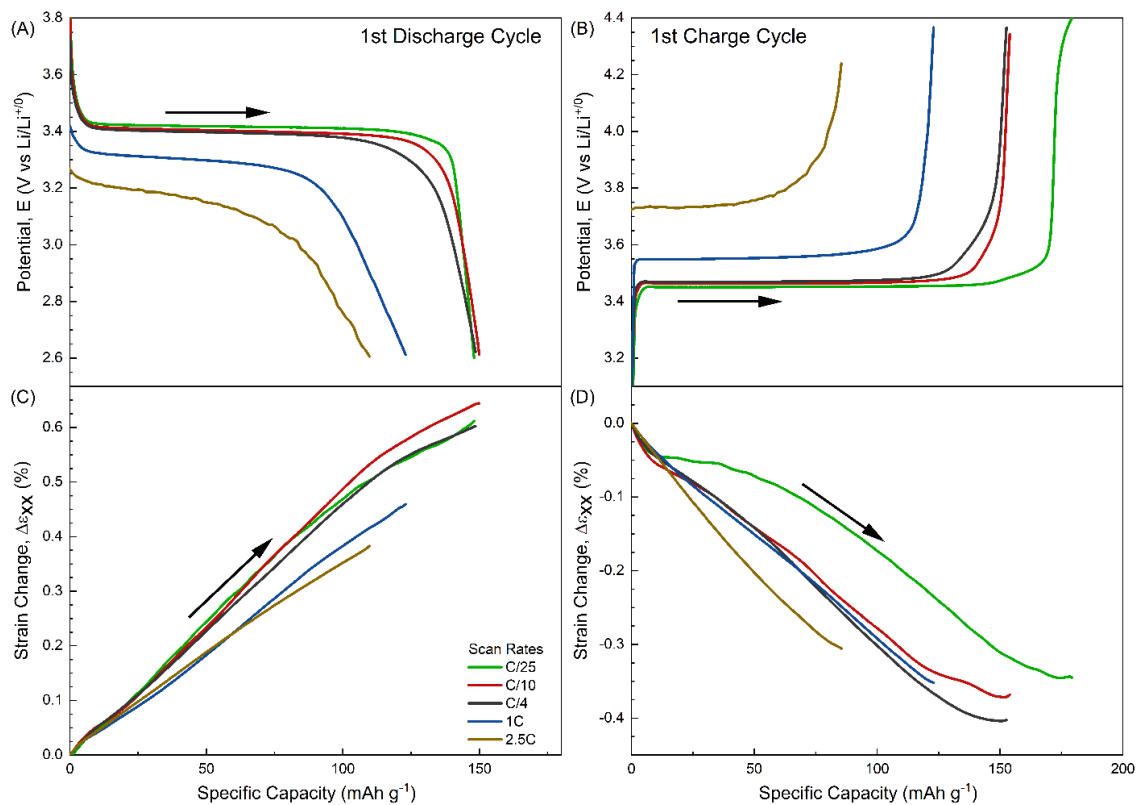 (A)
1st Discharge Cycle
Potential, E (V vs Li/Li⁺ᐟ⁰)
3.8
3.6
3.4
3.2
3.0
2.8
2.6
(B)
1st Charge Cycle
Potential, E (V vs Li/Li⁺ᐟ⁰)
4.4
4.2
4.0
3.8
3.6
3.4
3.2
(C)
Strain Change, Δεxx (%)
0.6
0.5
0.4
0.3
0.2
0.1
0.0
Scan Rates
C/25
C/10
C/4
1C
2.5C
0 50 100 150
Specific Capacity (mAh g⁻¹)
(D)
Strain Change, Δεxx (%)
0.0
-0.1
-0.2
-0.3
-0.4
0 50 100 150 200
Specific Capacity (mAh g⁻¹)